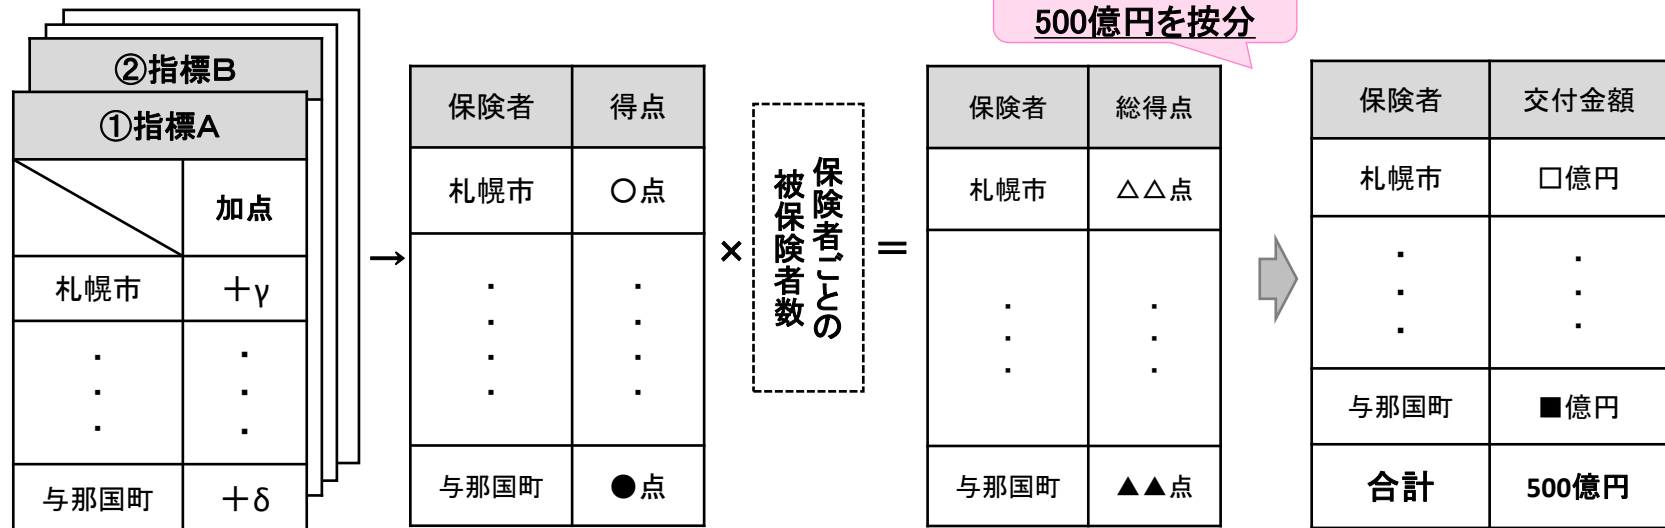 500億円を按分
②指標B
①指標A
加点
札幌市 +γ
・ ・
・ ・
・ ・
与那国町 +δ
→
保険者 得点
札幌市 ○点
・ ・
・ ・
・ ・
・ ・
与那国町 ●点
×
保険者ごとの
被保険者数
=
保険者 総得点
札幌市 △△点
・ ・
・ ・
・ ・
与那国町 ▲▲点
保険者 交付金額
札幌市 □億円
・ ・
・ ・
・ ・
与那国町 ■億円
合計 500億円